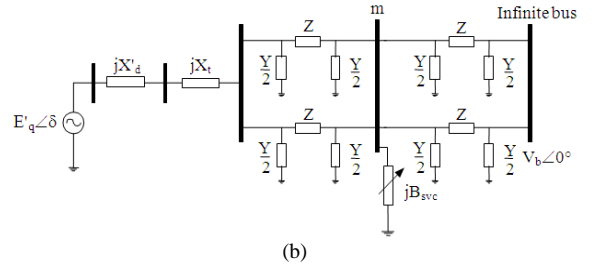 m
Infinite bus
Z
Z
jX'd
jXt
Y/2
Y/2
Y/2
Y/2
E'q∠δ
Z
Z
Y/2
Y/2
Y/2
Y/2
Vb∠0°
jBsvc
(b)